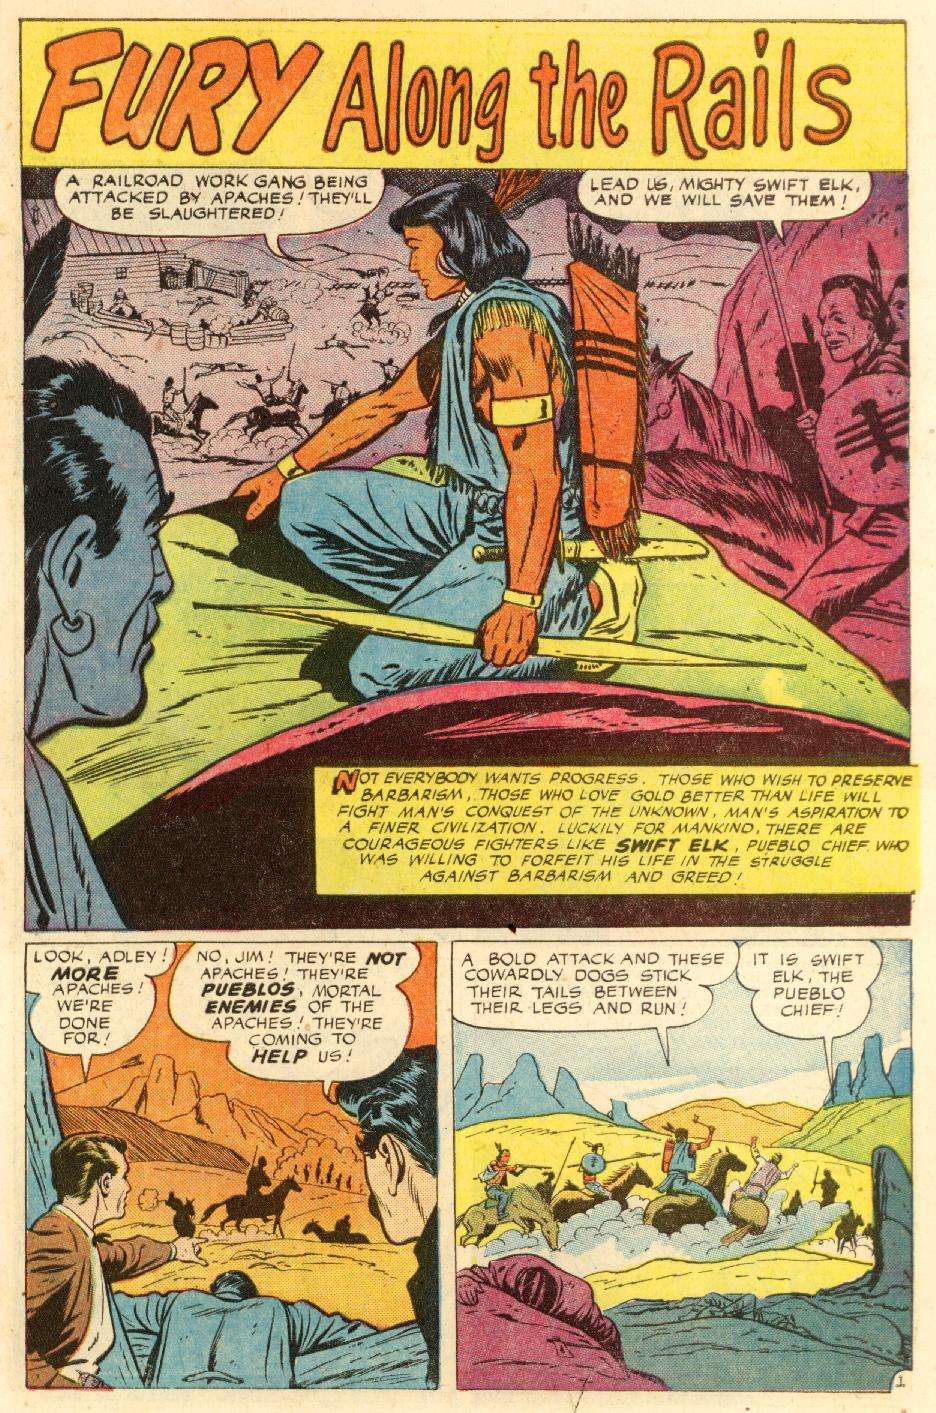 FURY Along the Rails
A RAILROAD WORK GANG BEING
ATTACKED BY APACHES! THEY'LL
BE SLAUGHTERED!
LEAD US, MIGHTY SWIFT ELK,
AND WE WILL SAVE THEM!
NOT EVERYBODY WANTS PROGRESS. THOSE WHO WISH TO PRESERVE
BARBARISM, THOSE WHO LOVE GOLD BETTER THAN LIFE WILL
FIGHT MAN'S CONQUEST OF THE UNKNOWN, MAN'S ASPIRATION TO
A FINER CIVILIZATION. LUCKILY FOR MANKIND, THERE ARE
COURAGEOUS FIGHTERS LIKE SWIFT ELK, PUEBLO CHIEF, WHO
WAS WILLING TO FORFEIT HIS LIFE IN THE STRUGGLE
AGAINST BARBARISM AND GREED!
LOOK, ADLEY!
MORE
APACHES!
WE'RE
DONE
FOR!
NO, JIM! THEY'RE NOT
APACHES! THEY'RE
PUEBLOS, MORTAL
ENEMIES OF THE
APACHES! THEY'RE
COMING TO
HELP US!
A BOLD ATTACK AND THESE
COWARDLY DOGS STICK
THEIR TAILS BETWEEN
THEIR LEGS AND RUN!
IT IS SWIFT
ELK, THE
PUEBLO
CHIEF!
1